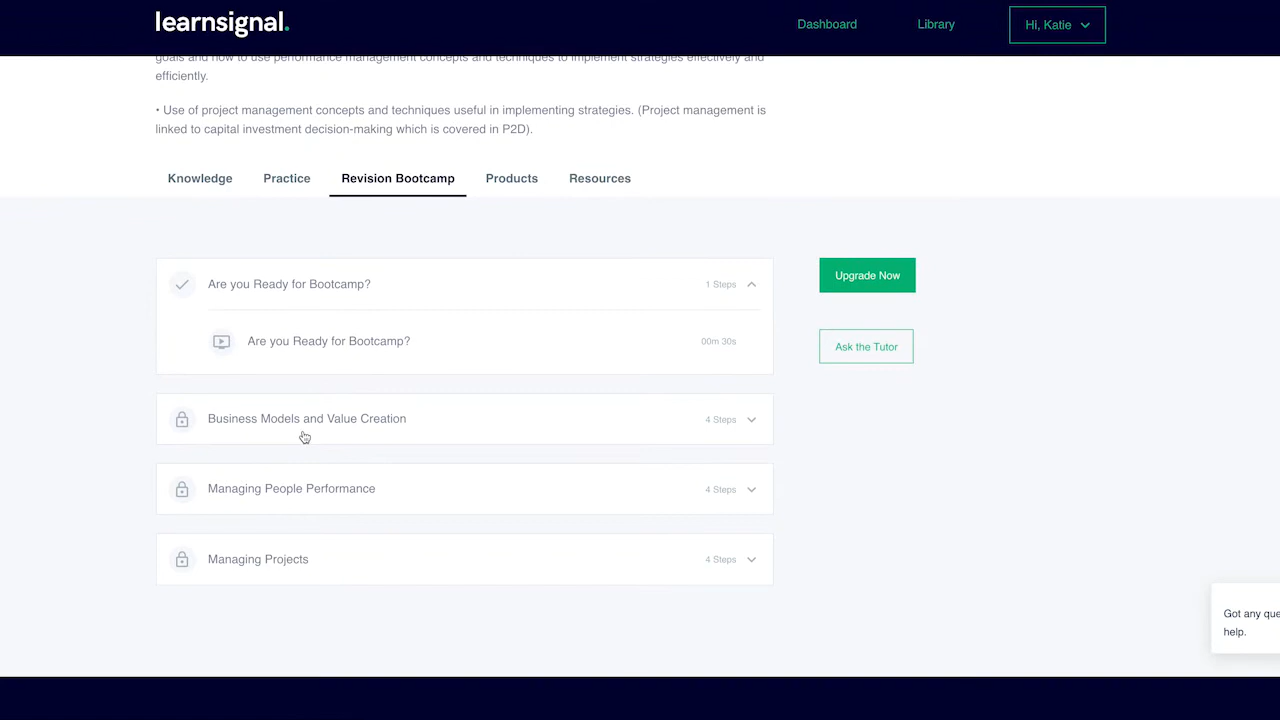 learnsignal.
Dashboard
Library
Hi, Katie
goals and how to use performance management concepts and techniques to implement strategies effectively and
efficiently.
• Use of project management concepts and techniques useful in implementing strategies. (Project management is
linked to capital investment decision-making which is covered in P2D).
Knowledge
Practice
Revision Bootcamp
Products
Resources
Are you Ready for Bootcamp?
1 Steps
Upgrade Now
Are you Ready for Bootcamp?
00m 30s
Ask the Tutor
Business Models and Value Creation
4 Steps
Managing People Performance
4 Steps
Managing Projects
4 Steps
Got any
help.